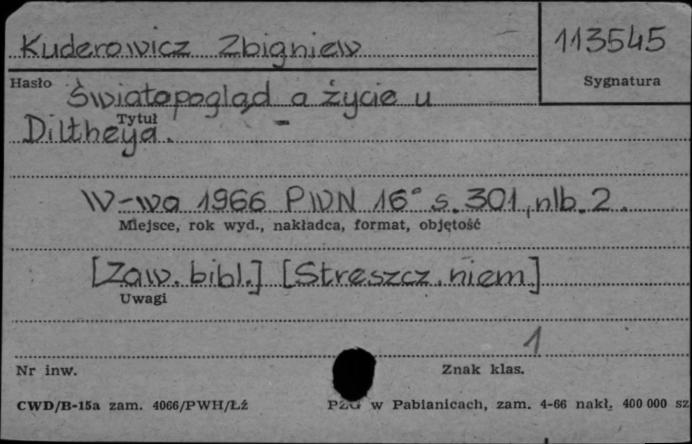 Kuderowicz Zbigniew
113545
Hasło
Sygnatura
Światopogląd a życie u
Tytuł
Diltheya. -
W-wa 1966 PWN 16° s. 301, nlb. 2.
Miejsce, rok wyd., nakładca, format, objętość
[Zaw. bibl.] [Streszcz. niem.]
Uwagi
1
Nr inw.
Znak klas.
CWD/B-15a zam. 4066/PWH/Łź
PZG w Pabianicach, zam. 4-66 nakł. 400 000 sz